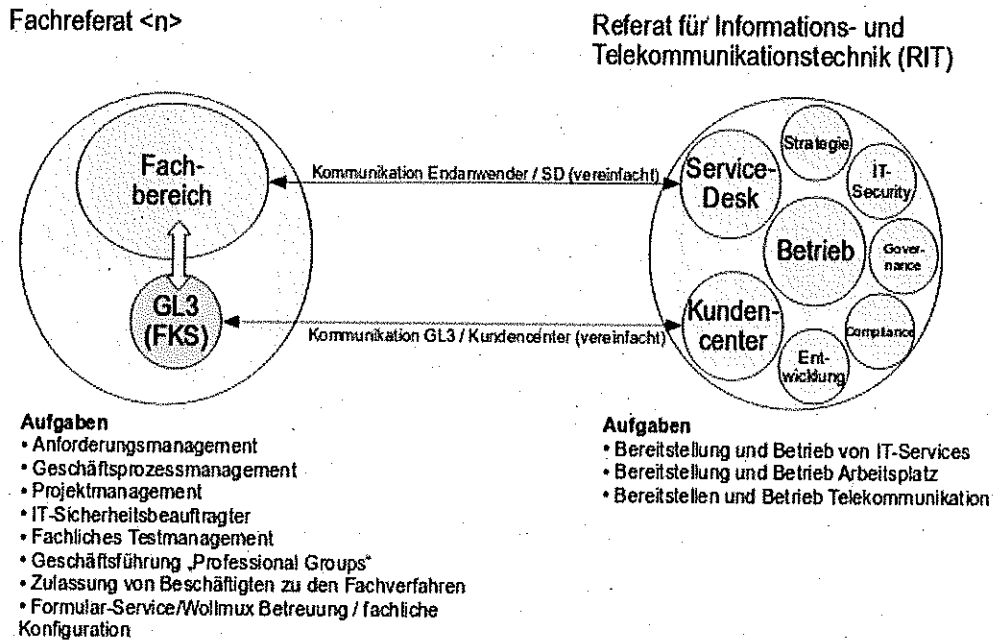 Fachreferat <n>
Referat für Informations- und
Telekommunikationstechnik (RIT)
Fach-
bereich
GL3
(FKS)
Kommunikation Endanwender / SD (vereinfacht)
Kommunikation GL3 / Kundencenter (vereinfacht)
Service-
Desk
Strategie
IT-
Security
Betrieb
Gover-
nance
Kunden-
center
Compliance
Ent-
wicklung
Aufgaben
• Anforderungsmanagement
• Geschäftsprozessmanagement
• Projektmanagement
• IT-Sicherheitsbeauftragter
• Fachliches Testmanagement
• Geschäftsführung „Professional Groups“
• Zulassung von Beschäftigten zu den Fachverfahren
• Formular-Service/Wollmux Betreuung / fachliche
Konfiguration
Aufgaben
• Bereitstellung und Betrieb von IT-Services
• Bereitstellung und Betrieb Arbeitsplatz
• Bereitstellen und Betrieb Telekommunikation